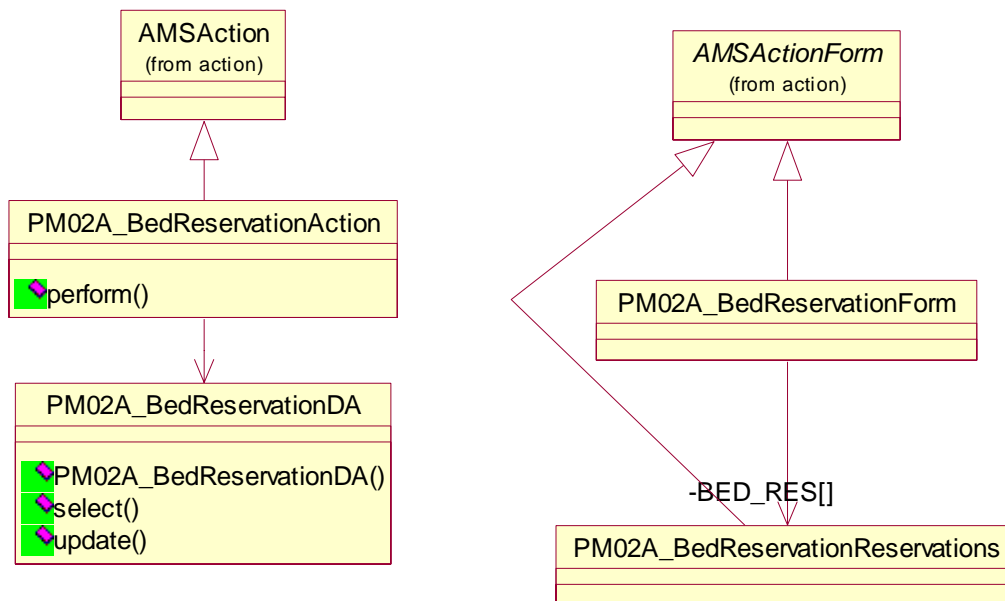 AMSAction
(from action)
PM02A_BedReservationAction
perform()
PM02A_BedReservationDA
PM02A_BedReservationDA()
select()
update()
AMSActionForm
(from action)
PM02A_BedReservationForm
-BED_RES[]
PM02A_BedReservationReservations